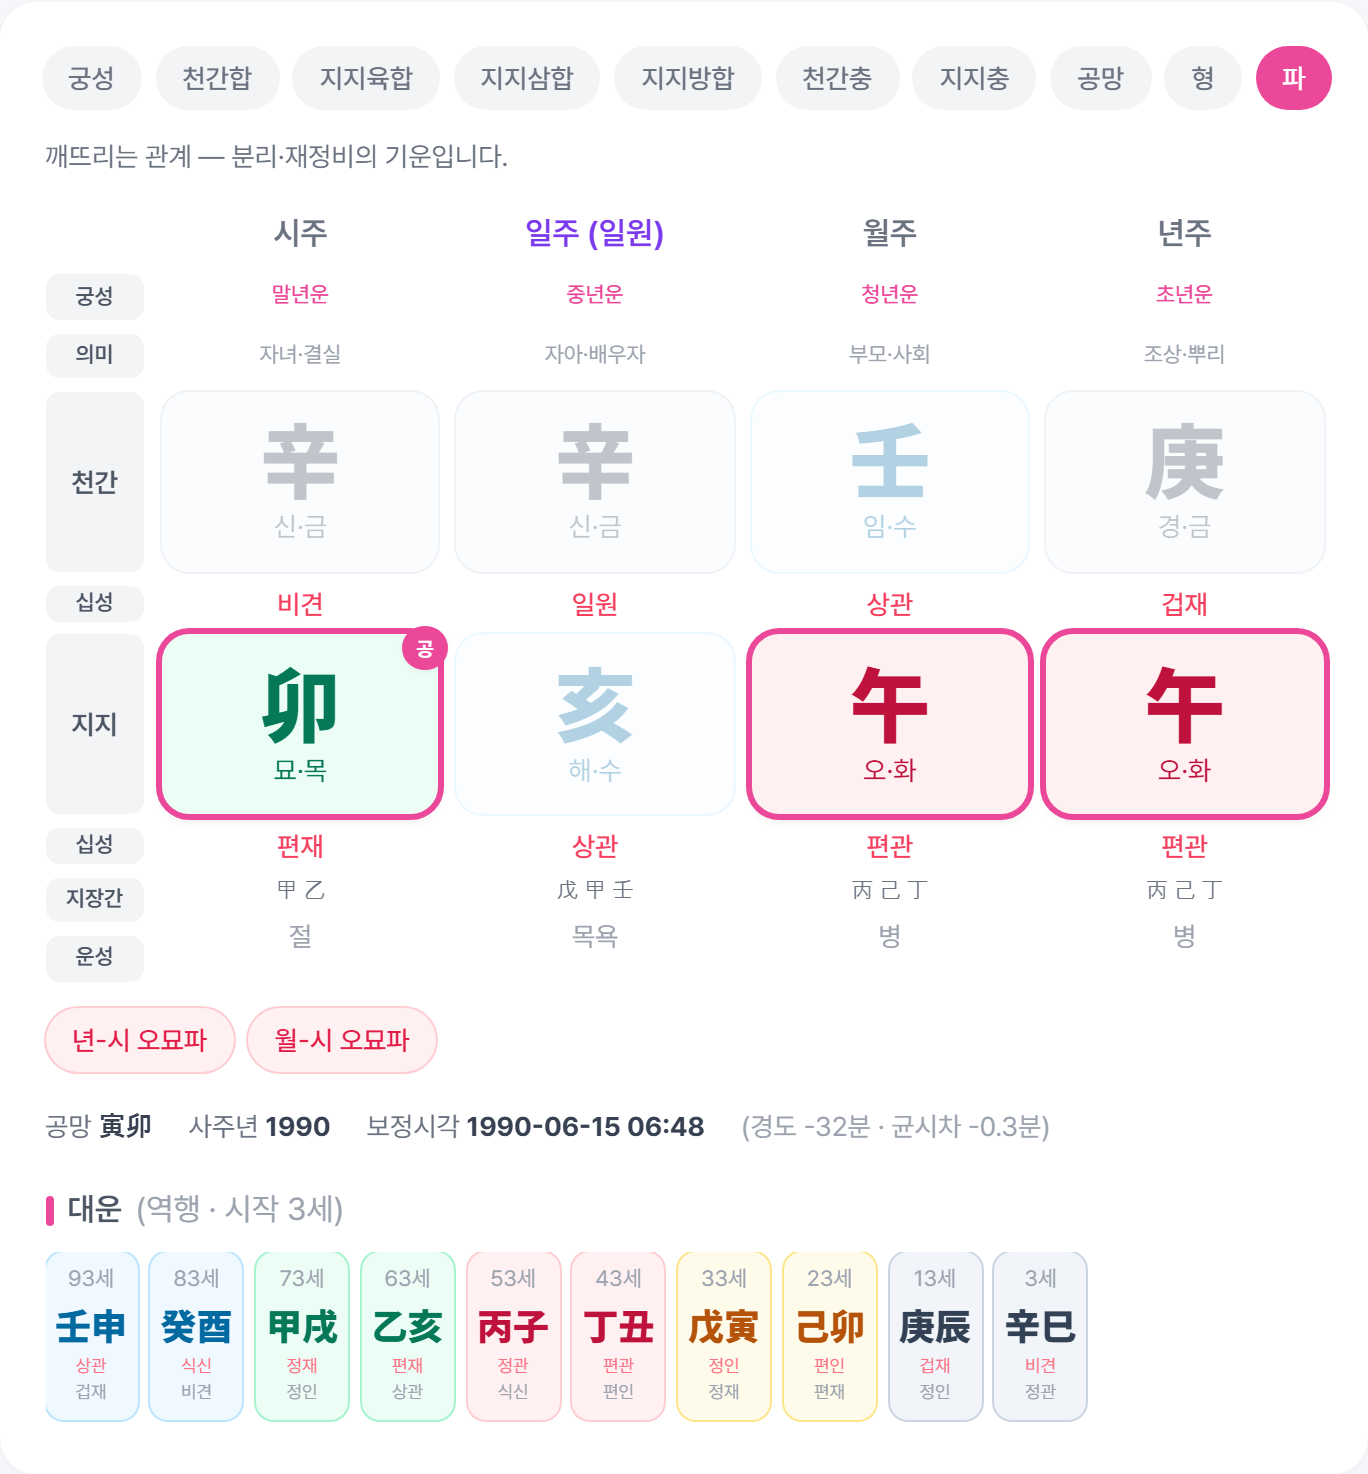 궁성 천간합 지지육합 지지삼합 지지방합 천간충 지지충 공망 형 파
깨뜨리는 관계 — 분리·재정비의 기운입니다.
시주 일주 (일원) 월주 년주
궁성 말년운 중년운 청년운 초년운
의미 자녀·결실 자아·배우자 부모·사회 조상·뿌리
천간 辛 辛 壬 庚
신·금 신·금 임·수 경·금
십성 비견 일원 상관 겁재
공
지지 卯 亥 午 午
묘·목 해·수 오·화 오·화
십성 편재 상관 편관 편관
지장간 甲 乙 戊 甲 壬 丙 己 丁 丙 己 丁
운성 절 목욕 병 병
년-시 오묘파 월-시 오묘파
공망 寅卯 사주년 1990 보정시각 1990-06-15 06:48 (경도 -32분 · 균시차 -0.3분)
대운 (역행 · 시작 3세)
93세 83세 73세 63세 53세 43세 33세 23세 13세 3세
壬申 癸酉 甲戌 乙亥 丙子 丁丑 戊寅 己卯 庚辰 辛巳
상관 식신 정재 편재 정관 편관 정인 편인 겁재 비견
겁재 비견 정인 상관 식신 편인 정재 편재 정인 정관